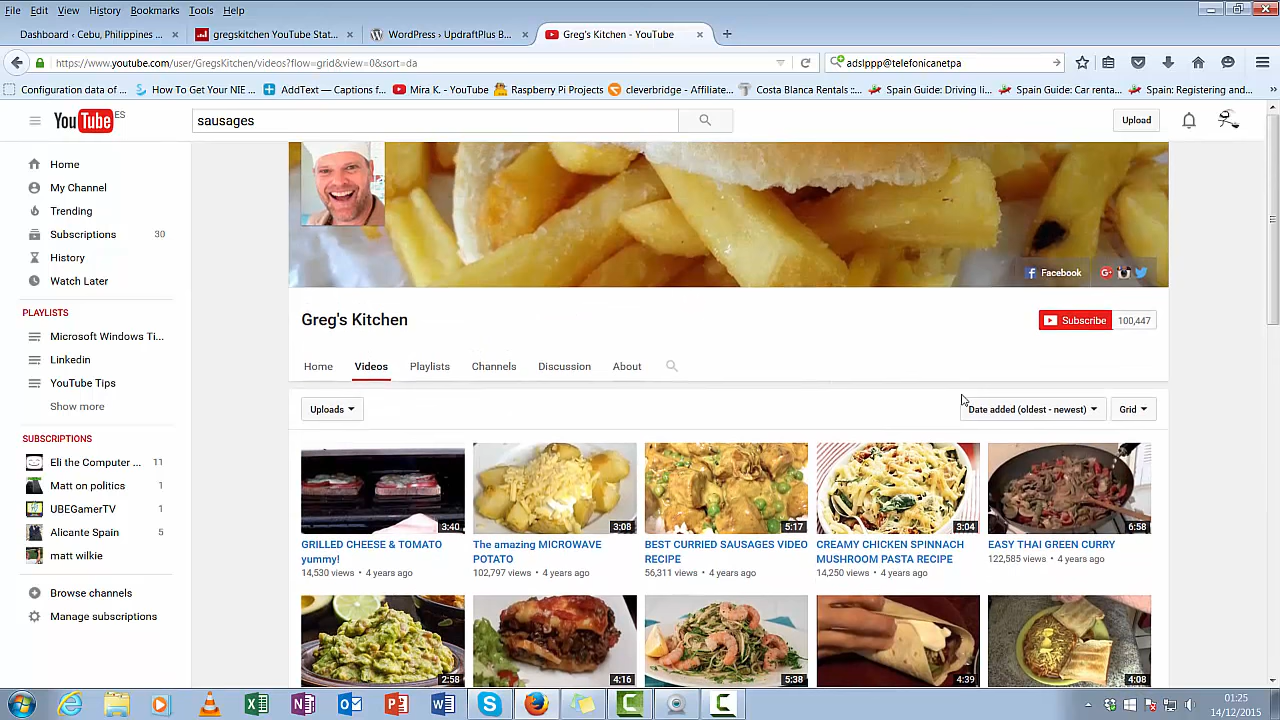 File Edit View History Bookmarks Tools Help
Dashboard ‹ Cebu, Philippines ... × gregskitchen YouTube Stat... × WordPress › UpdraftPlus B... × Greg's Kitchen - YouTube × +
https://www.youtube.com/user/GregsKitchen/videos?flow=grid&view=0&sort=da adslppp@telefonicanetpa
Configuration data of ... How To Get Your NIE ... AddText — Captions f... Mira K. - YouTube Raspberry Pi Projects cleverbridge - Affiliate... Costa Blanca Rentals ::... Spain Guide: Driving li... Spain Guide: Car renta... Spain: Registering and... »
YouTube ES sausages Upload
Home
My Channel
Trending
Subscriptions 30
History
Watch Later
PLAYLISTS
Microsoft Windows Ti...
Linkedin
YouTube Tips
Show more
SUBSCRIPTIONS
Eli the Computer ... 11
Matt on politics 1
UBEGamerTV 1
Alicante Spain 5
matt wilkie
Browse channels
Manage subscriptions
Facebook
Greg's Kitchen
Subscribe 100,447
Home Videos Playlists Channels Discussion About
Uploads Date added (oldest - newest) Grid
3:40 3:08 5:17 3:04 6:58
GRILLED CHEESE & TOMATO
yummy!
14,530 views • 4 years ago
The amazing MICROWAVE
POTATO
102,797 views • 4 years ago
BEST CURRIED SAUSAGES VIDEO
RECIPE
56,311 views • 4 years ago
CREAMY CHICKEN SPINNACH
MUSHROOM PASTA RECIPE
14,250 views • 4 years ago
EASY THAI GREEN CURRY
122,585 views • 4 years ago
2:58 4:16 5:38 4:39 4:08
01:25
14/12/2015